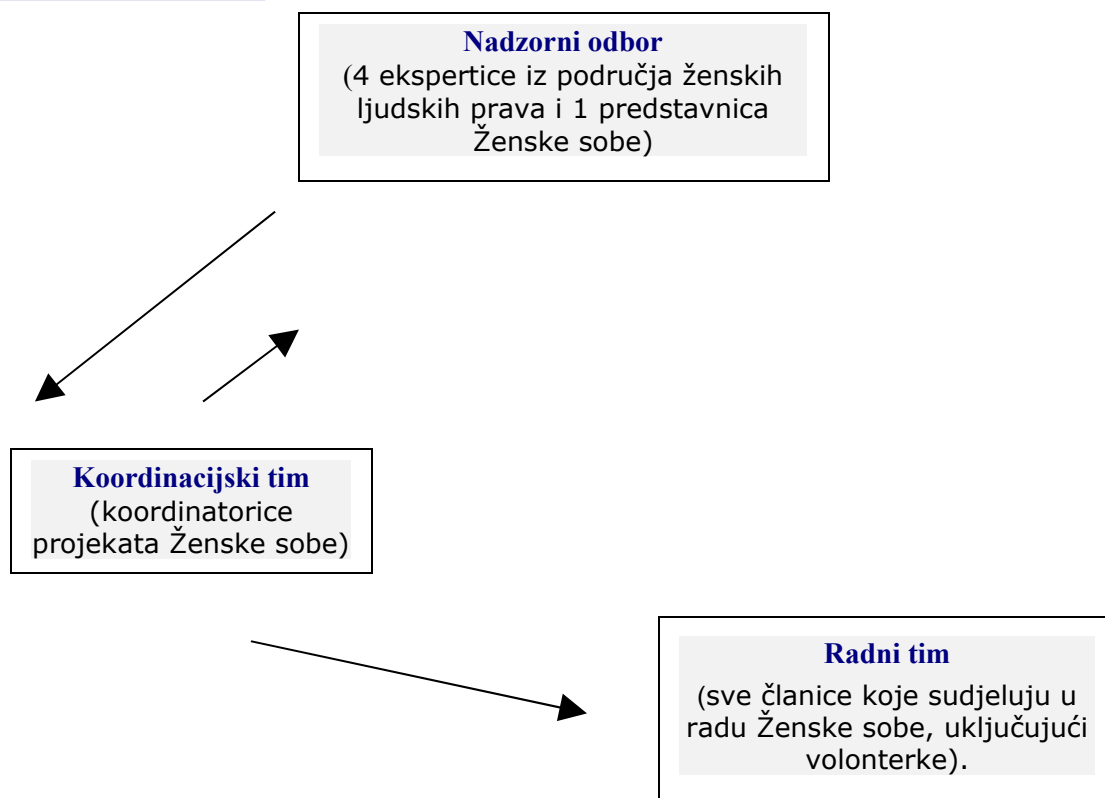 Nadzorni odbor
(4 ekspertice iz područja ženskih
ljudskih prava i 1 predstavnica
Ženske sobe)
Koordinacijski tim
(koordinatorice
projekata Ženske sobe)
Radni tim
(sve članice koje sudjeluju u
radu Ženske sobe, uključujući
volonterke).